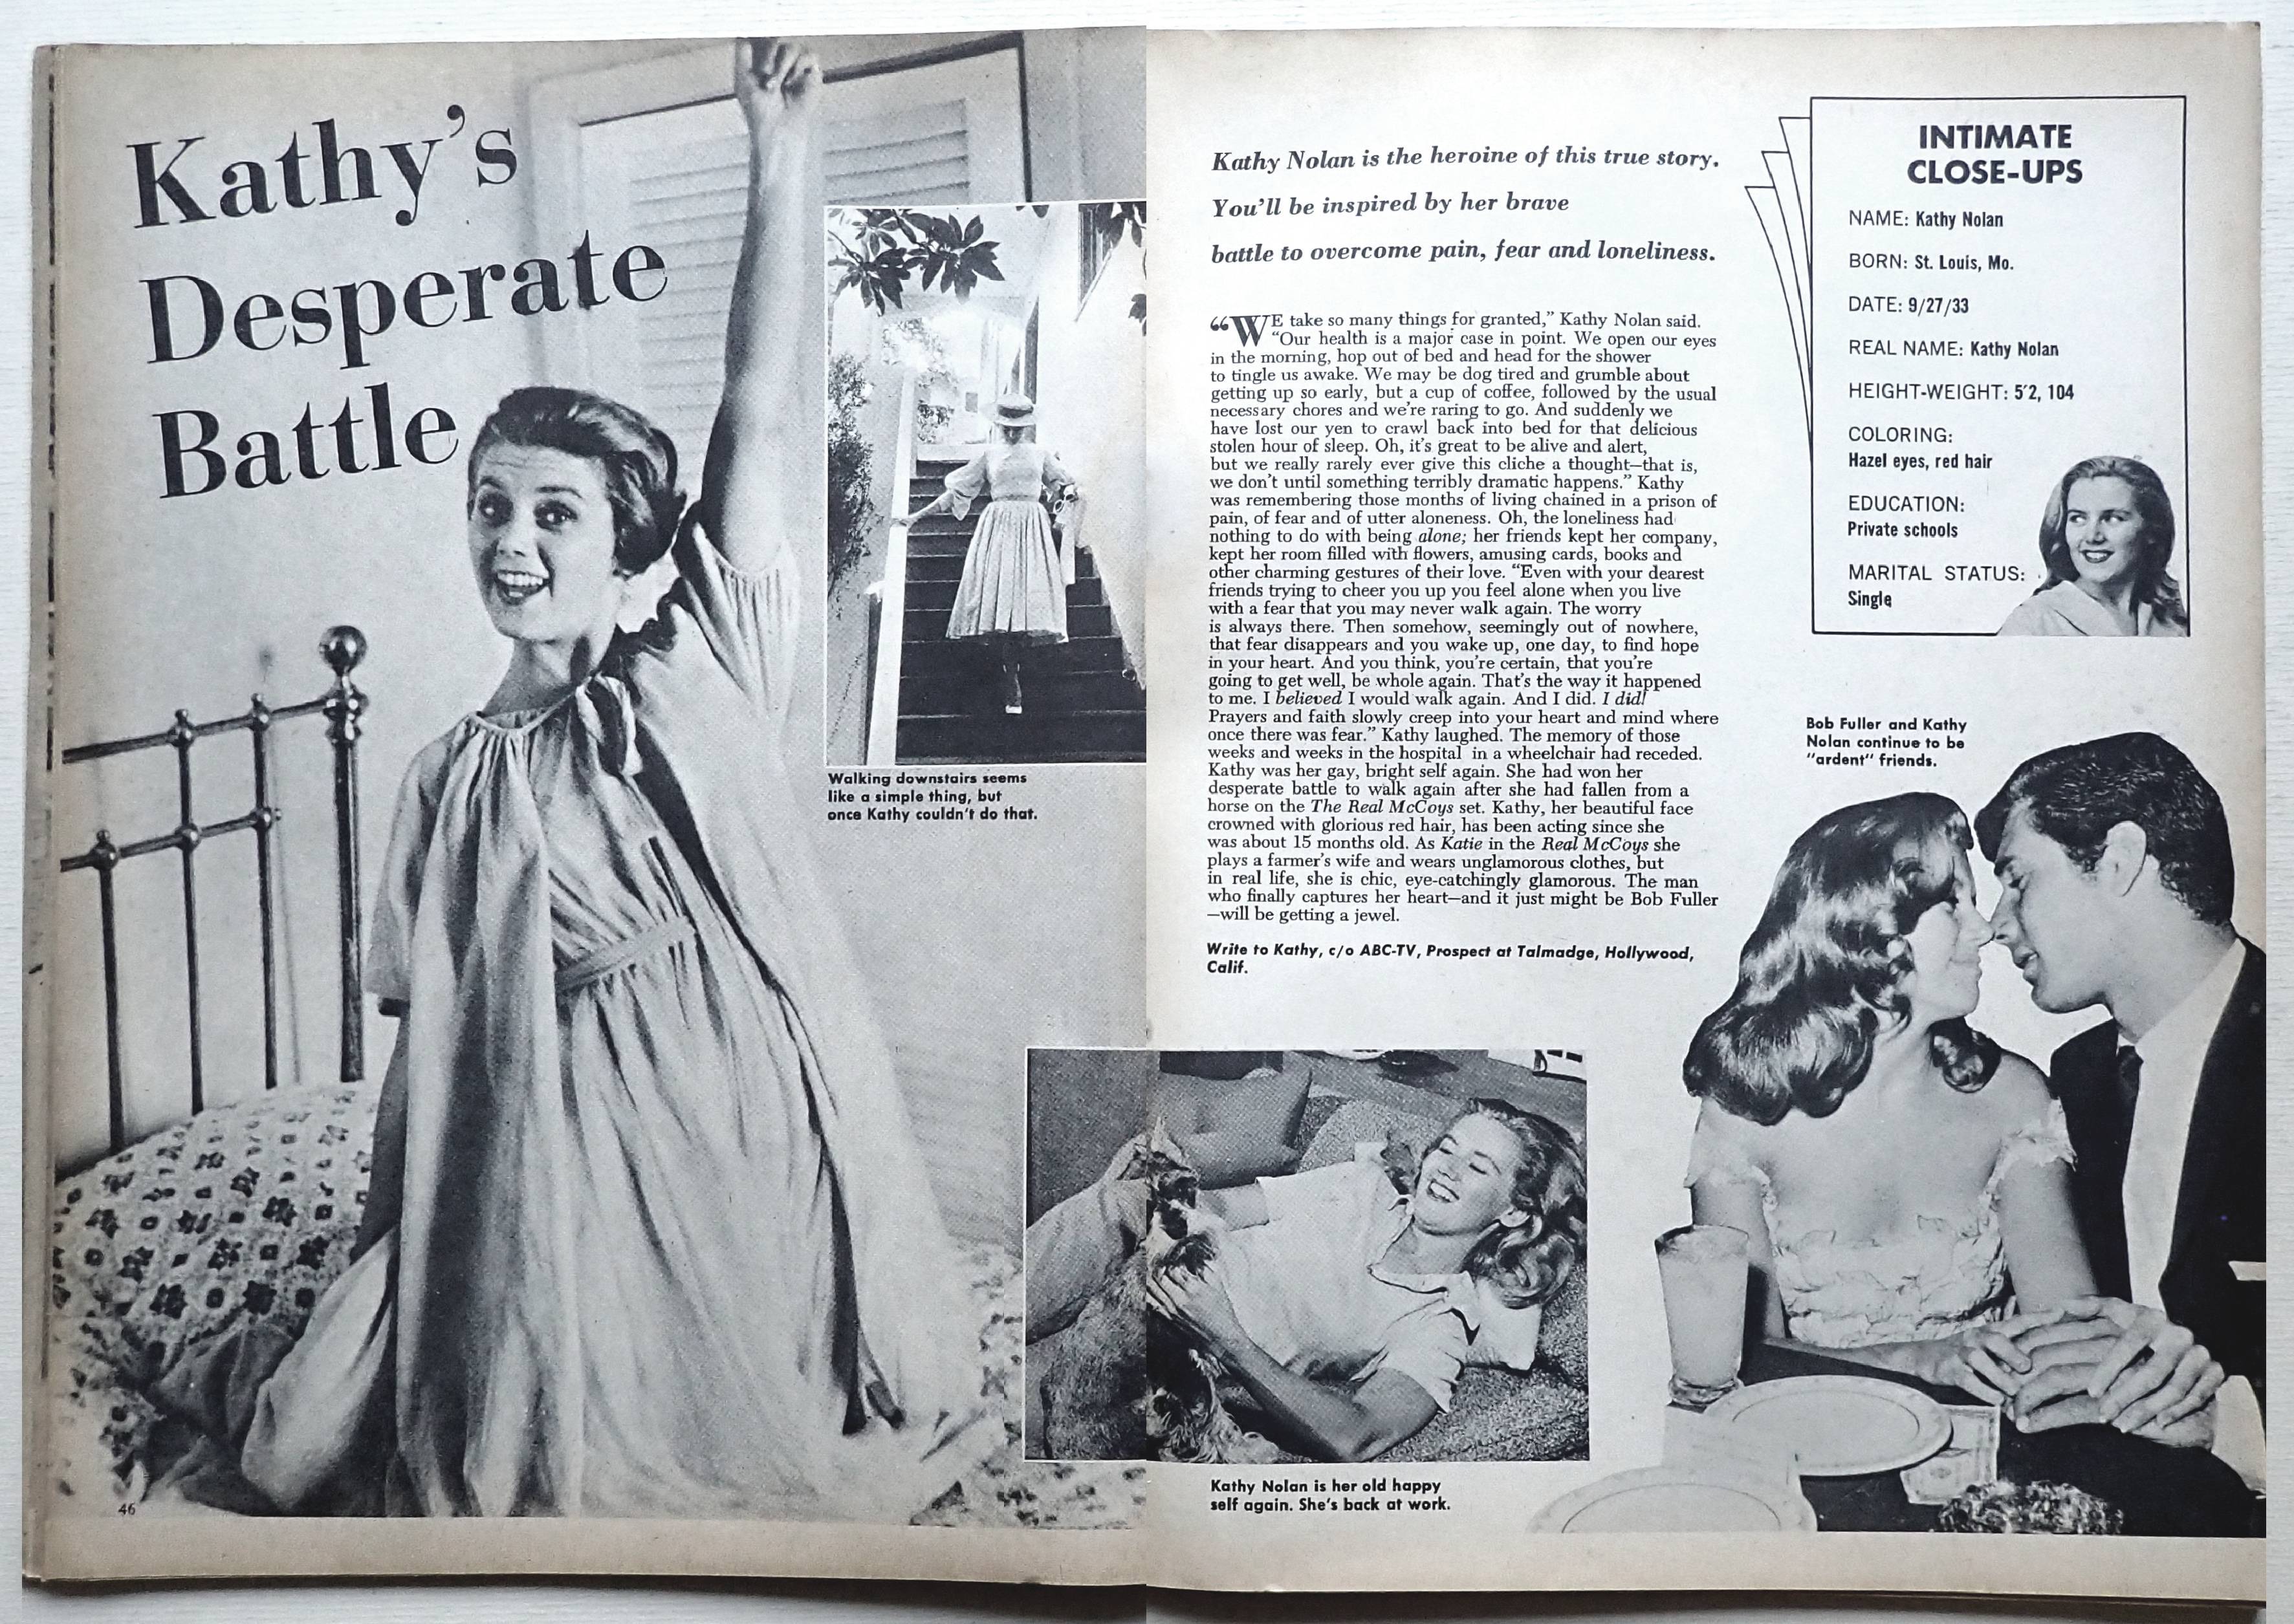 Kathy's
Desperate
Battle
Walking downstairs seems
like a simple thing, but
once Kathy couldn't do that.
46
Kathy Nolan is the heroine of this true story.
You'll be inspired by her brave
battle to overcome pain, fear and loneliness.
“WE take so many things for granted,” Kathy Nolan said.
“Our health is a major case in point. We open our eyes
in the morning, hop out of bed and head for the shower
to tingle us awake. We may be dog tired and grumble about
getting up so early, but a cup of coffee, followed by the usual
necessary chores and we're raring to go. And suddenly we
have lost our yen to crawl back into bed for that delicious
stolen hour of sleep. Oh, it's great to be alive and alert,
but we really rarely ever give this cliche a thought—that is,
we don't until something terribly dramatic happens.” Kathy
was remembering those months of living chained in a prison of
pain, of fear and of utter aloneness. Oh, the loneliness had
nothing to do with being alone; her friends kept her company,
kept her room filled with flowers, amusing cards, books and
other charming gestures of their love. “Even with your dearest
friends trying to cheer you up you feel alone when you live
with a fear that you may never walk again. The worry
is always there. Then somehow, seemingly out of nowhere,
that fear disappears and you wake up, one day, to find hope
in your heart. And you think, you're certain, that you're
going to get well, be whole again. That's the way it happened
to me. I believed I would walk again. And I did. I did!
Prayers and faith slowly creep into your heart and mind where
once there was fear.” Kathy laughed. The memory of those
weeks and weeks in the hospital in a wheelchair had receded.
Kathy was her gay, bright self again. She had won her
desperate battle to walk again after she had fallen from a
horse on the The Real McCoys set. Kathy, her beautiful face
crowned with glorious red hair, has been acting since she
was about 15 months old. As Katie in the Real McCoys she
plays a farmer's wife and wears unglamorous clothes, but
in real life, she is chic, eye-catchingly glamorous. The man
who finally captures her heart—and it just might be Bob Fuller
—will be getting a jewel.
Write to Kathy, c/o ABC-TV, Prospect at Talmadge, Hollywood,
Calif.
Kathy Nolan is her old happy
self again. She's back at work.
INTIMATE
CLOSE-UPS
NAME: Kathy Nolan
BORN: St. Louis, Mo.
DATE: 9/27/33
REAL NAME: Kathy Nolan
HEIGHT-WEIGHT: 5'2, 104
COLORING:
Hazel eyes, red hair
EDUCATION:
Private schools
MARITAL STATUS:
Single
Bob Fuller and Kathy
Nolan continue to be
"ardent" friends.